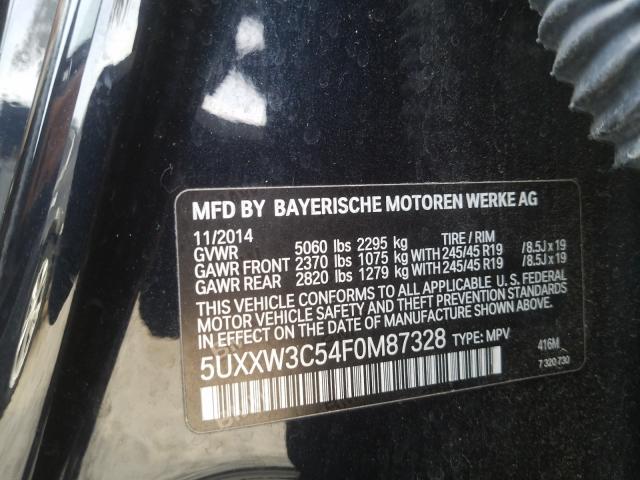 MFD BY BAYERISCHE MOTOREN WERKE AG
11/2014 TIRE / RIM
GVWR 5060 lbs 2295 kg
GAWR FRONT 2370 lbs 1075 kg WITH 245/45 R19 /8.5J x 19
GAWR REAR 2820 lbs 1279 kg WITH 245/45 R19 /8.5J x 19
THIS VEHICLE CONFORMS TO ALL APPLICABLE U.S. FEDERAL
MOTOR VEHICLE SAFETY AND THEFT PREVENTION STANDARDS
IN EFFECT ON THE DATE OF MANUFACTURE SHOWN ABOVE.
5UXXW3C54F0M87328 TYPE: MPV 416M
7 320 730